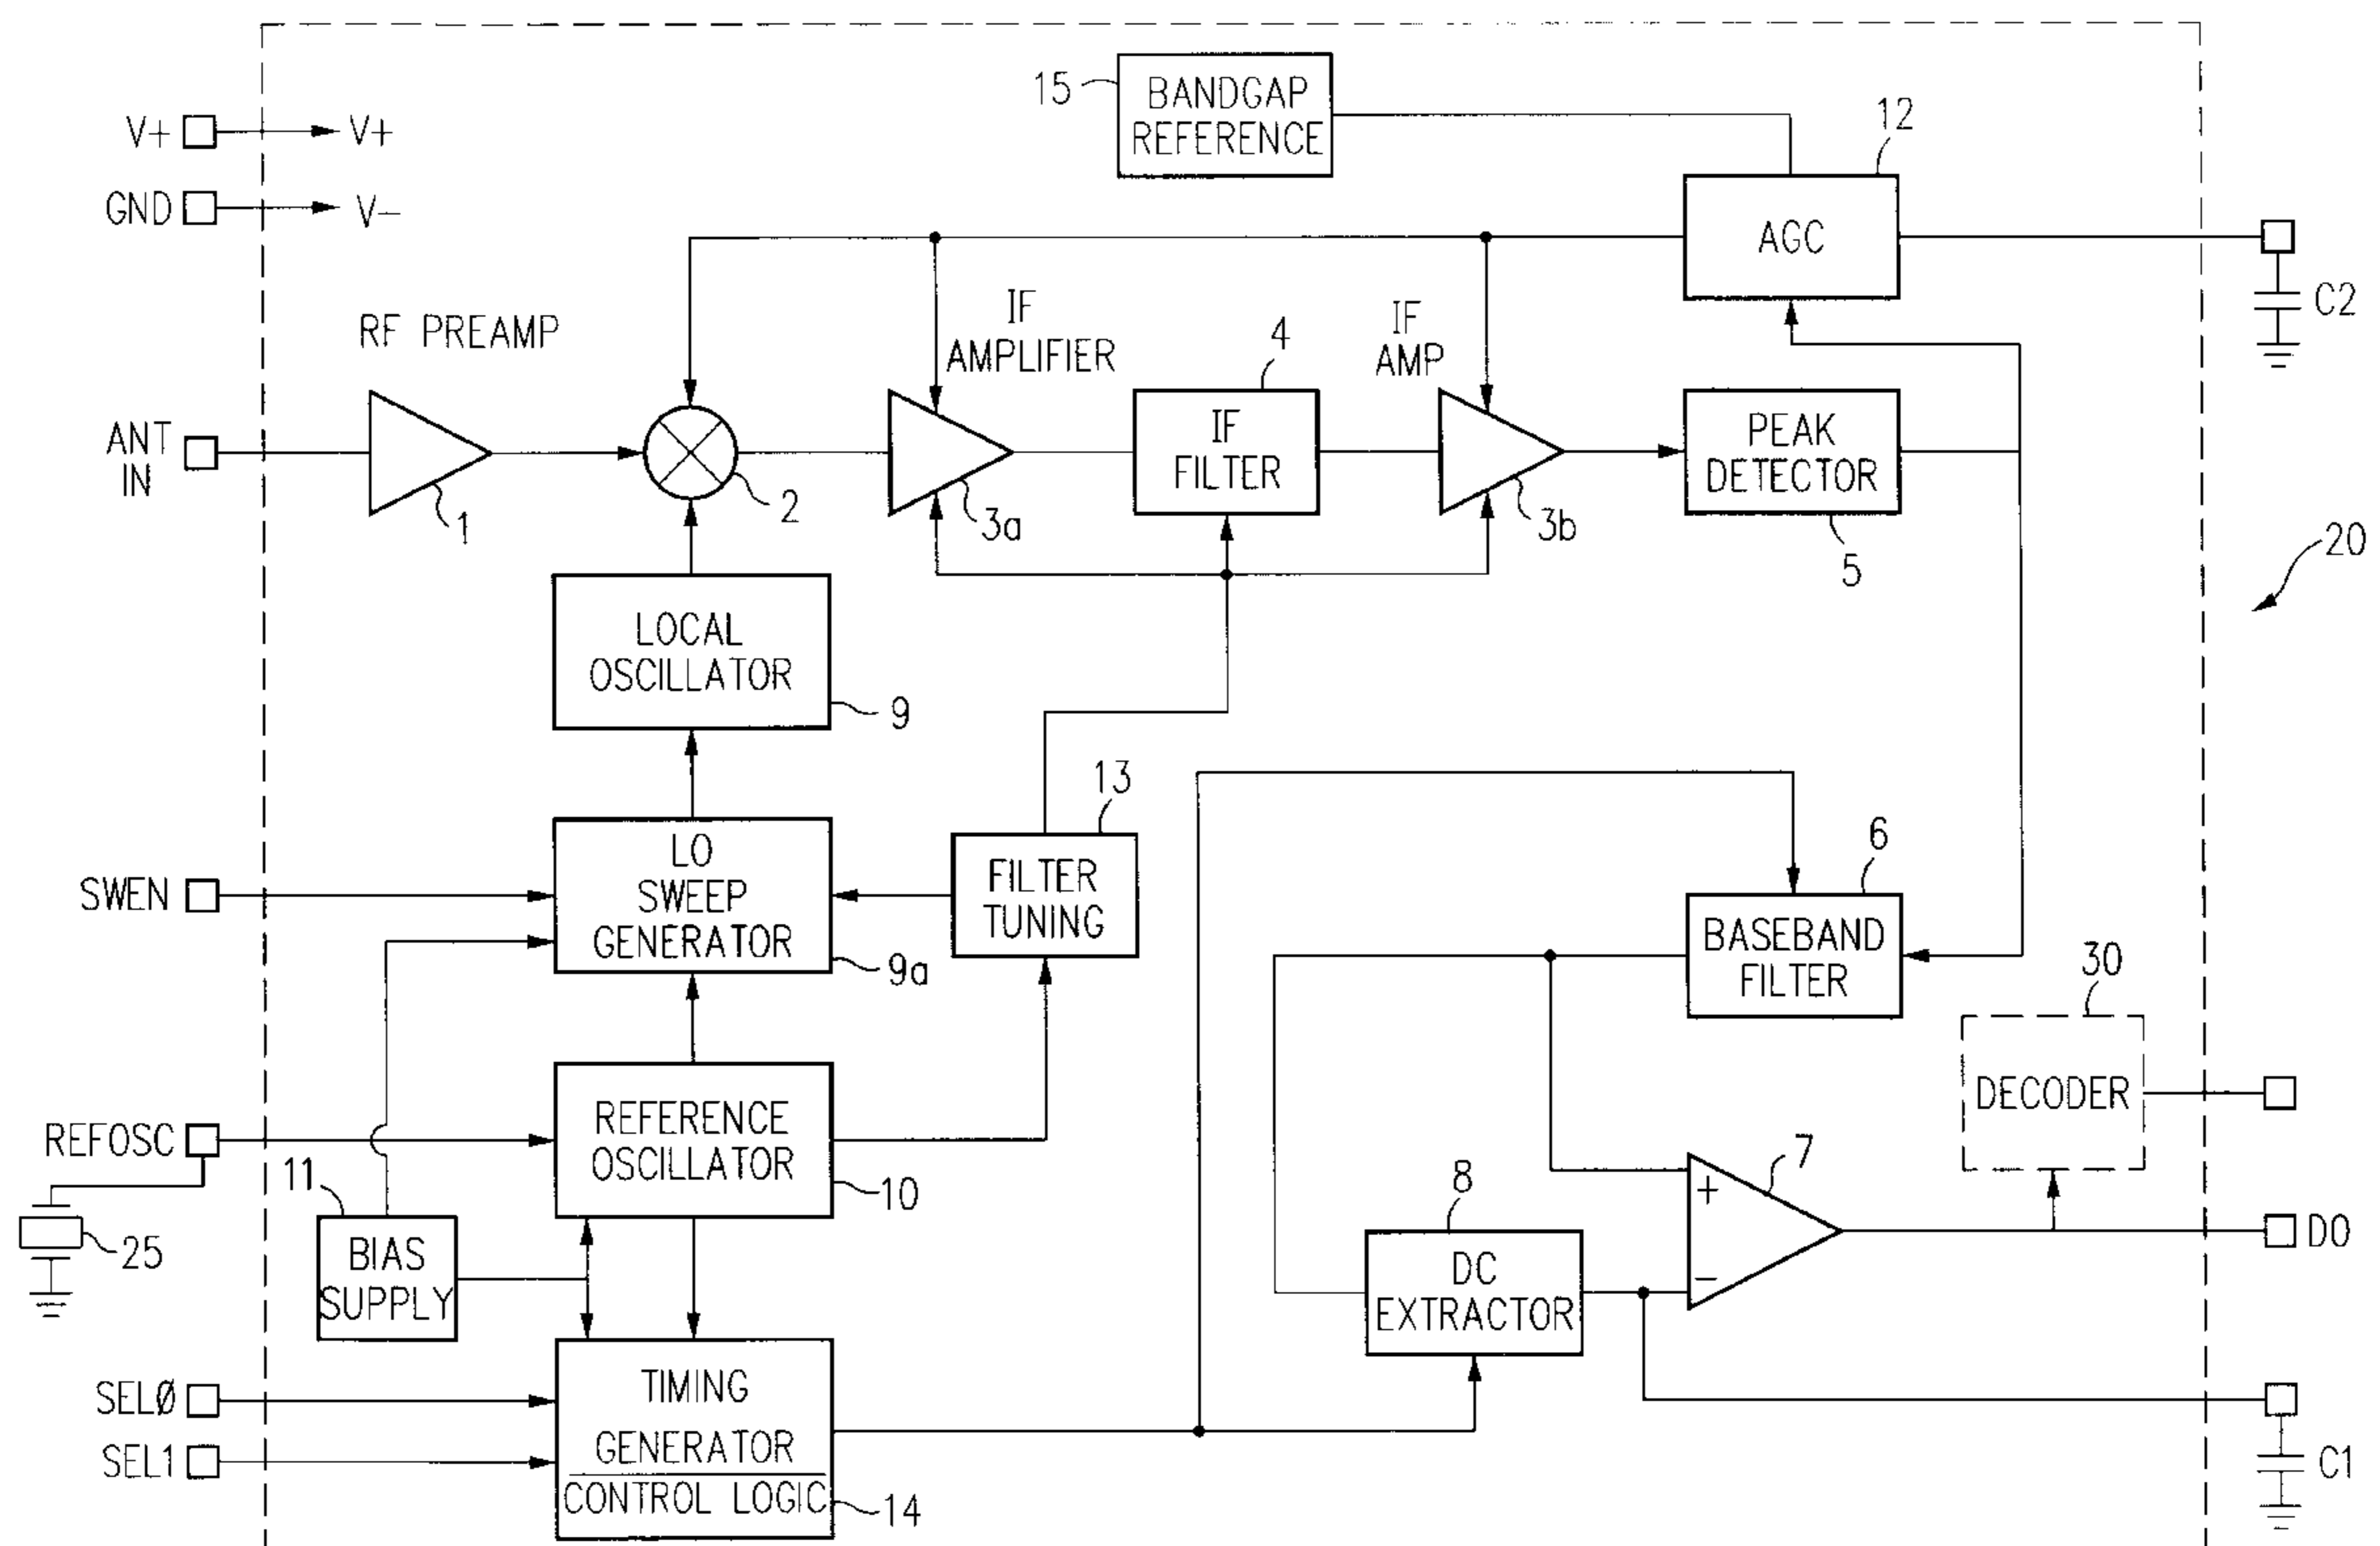 15
BANDGAP
REFERENCE
12
V+
V+
GND
V−
AGC
C2
RF PREAMP
IF
AMPLIFIER
4
IF
AMP
ANT
IN
IF
FILTER
PEAK
DETECTOR
1
2
3a
3b
5
20
LOCAL
OSCILLATOR
9
13
6
SWEN
LO
SWEEP
GENERATOR
9a
FILTER
TUNING
BASEBAND
FILTER
30
DECODER
REFOSC
REFERENCE
OSCILLATOR
10
11
25
BIAS
SUPPLY
8
7
+
−
DC
EXTRACTOR
DO
SELØ
SEL1
TIMING
GENERATOR
CONTROL LOGIC
14
C1